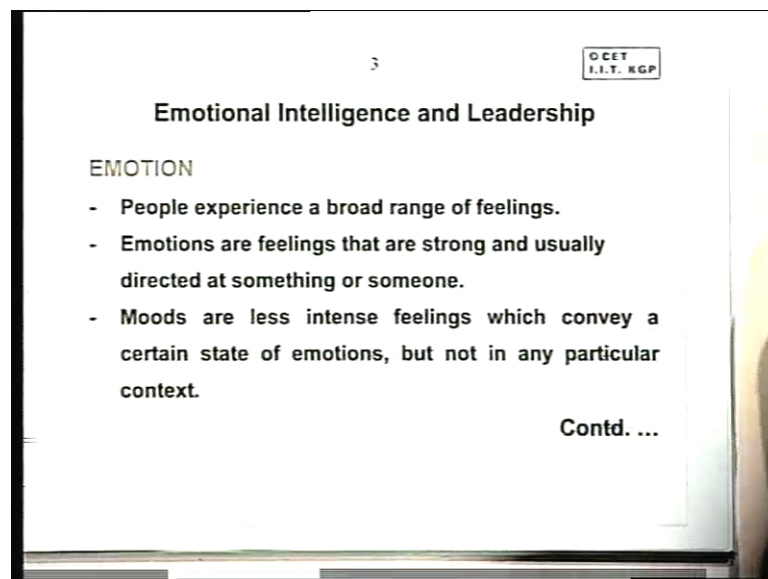 3
© CET
I.I.T. KGP
Emotional Intelligence and Leadership
EMOTION
- People experience a broad range of feelings.
- Emotions are feelings that are strong and usually
directed at something or someone.
- Moods are less intense feelings which convey a
certain state of emotions, but not in any particular
context.
Contd. ...